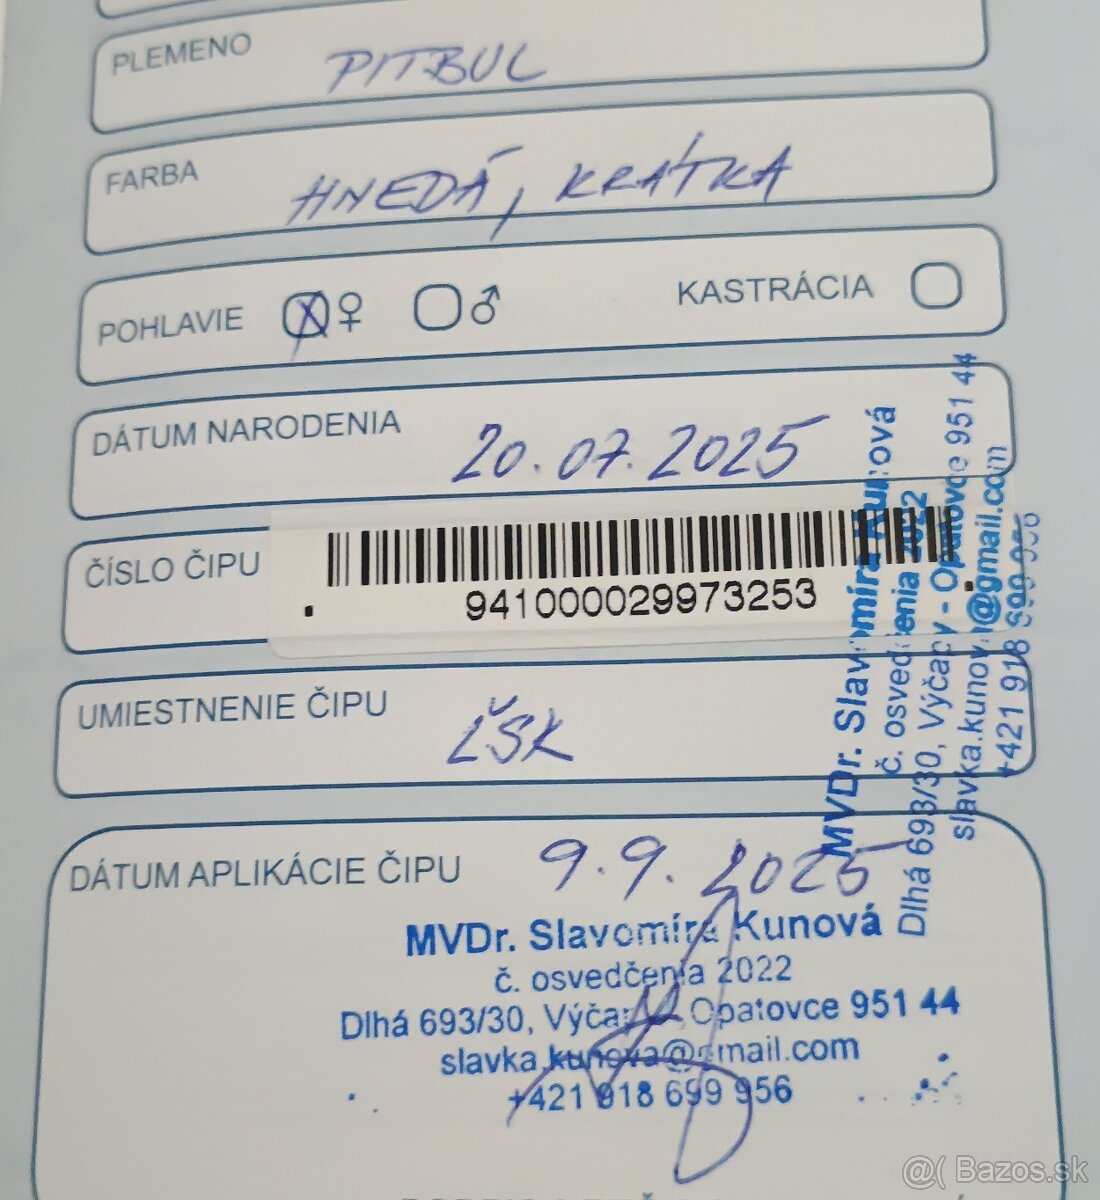 PLEMENO PITBUL
FARBA HNEDÁ, KRÁTKA
POHLAVIE X ♀ ♂ KASTRÁCIA
DÁTUM NARODENIA 20.07.2025
ČÍSLO ČIPU
941000029973253
UMIESTNENIE ČIPU ĽŠK
DÁTUM APLIKÁCIE ČIPU 9.9.2025
MVDr. Slavomíra Kunová
č. osvedčenia 2022
Dlhá 693/30, Výčapy - Opatovce 951 44
slavka.kunova@gmail.com
+421 918 699 956
MVDr. Slavomíra Kunová
č. osvedčenia 2022
Dlhá 693/30, Výčapy - Opatovce 951 44
slavka.kunova@gmail.com
+421 918 699 956
@( Bazos.sk